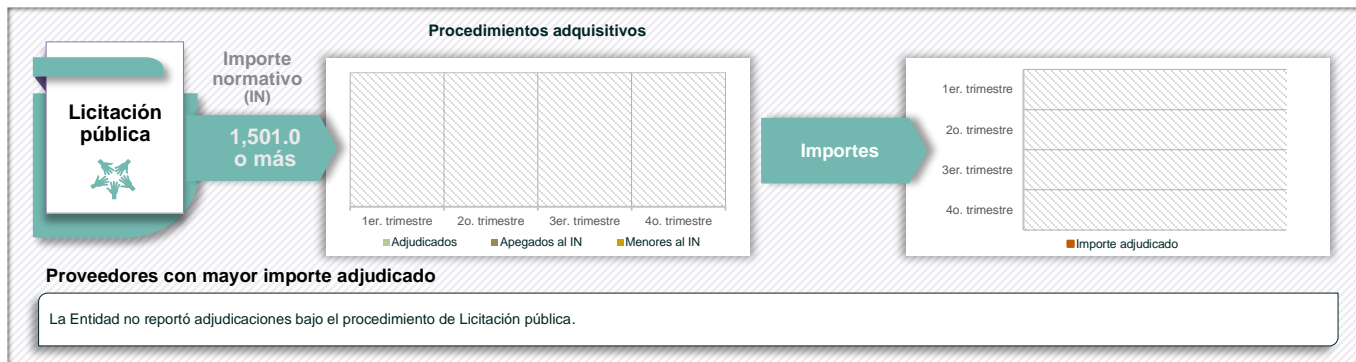 Procedimientos adquisitivos
Licitación
pública
Importe
normativo
(IN)
1,501.0
o más
1er. trimestre 2o. trimestre 3er. trimestre 4o. trimestre
Adjudicados Apegados al IN Menores al IN
Importes
1er. trimestre
2o. trimestre
3er. trimestre
4o. trimestre
Importe adjudicado
Proveedores con mayor importe adjudicado
La Entidad no reportó adjudicaciones bajo el procedimiento de Licitación pública.